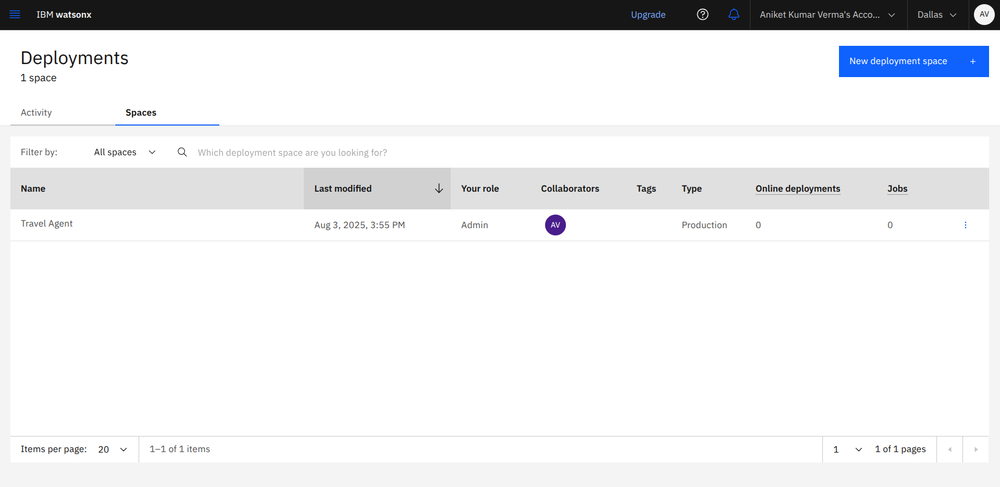 IBM watsonx
Upgrade
Aniket Kumar Verma's Acco...
Dallas
AV
Deployments
1 space
New deployment space +
Activity
Spaces
Filter by:
All spaces
Which deployment space are you looking for?
Name
Last modified
Your role
Collaborators
Tags
Type
Online deployments
Jobs
Travel Agent
Aug 3, 2025, 3:55 PM
Admin
AV
Production
0
0
Items per page: 20
1–1 of 1 items
1
1 of 1 pages